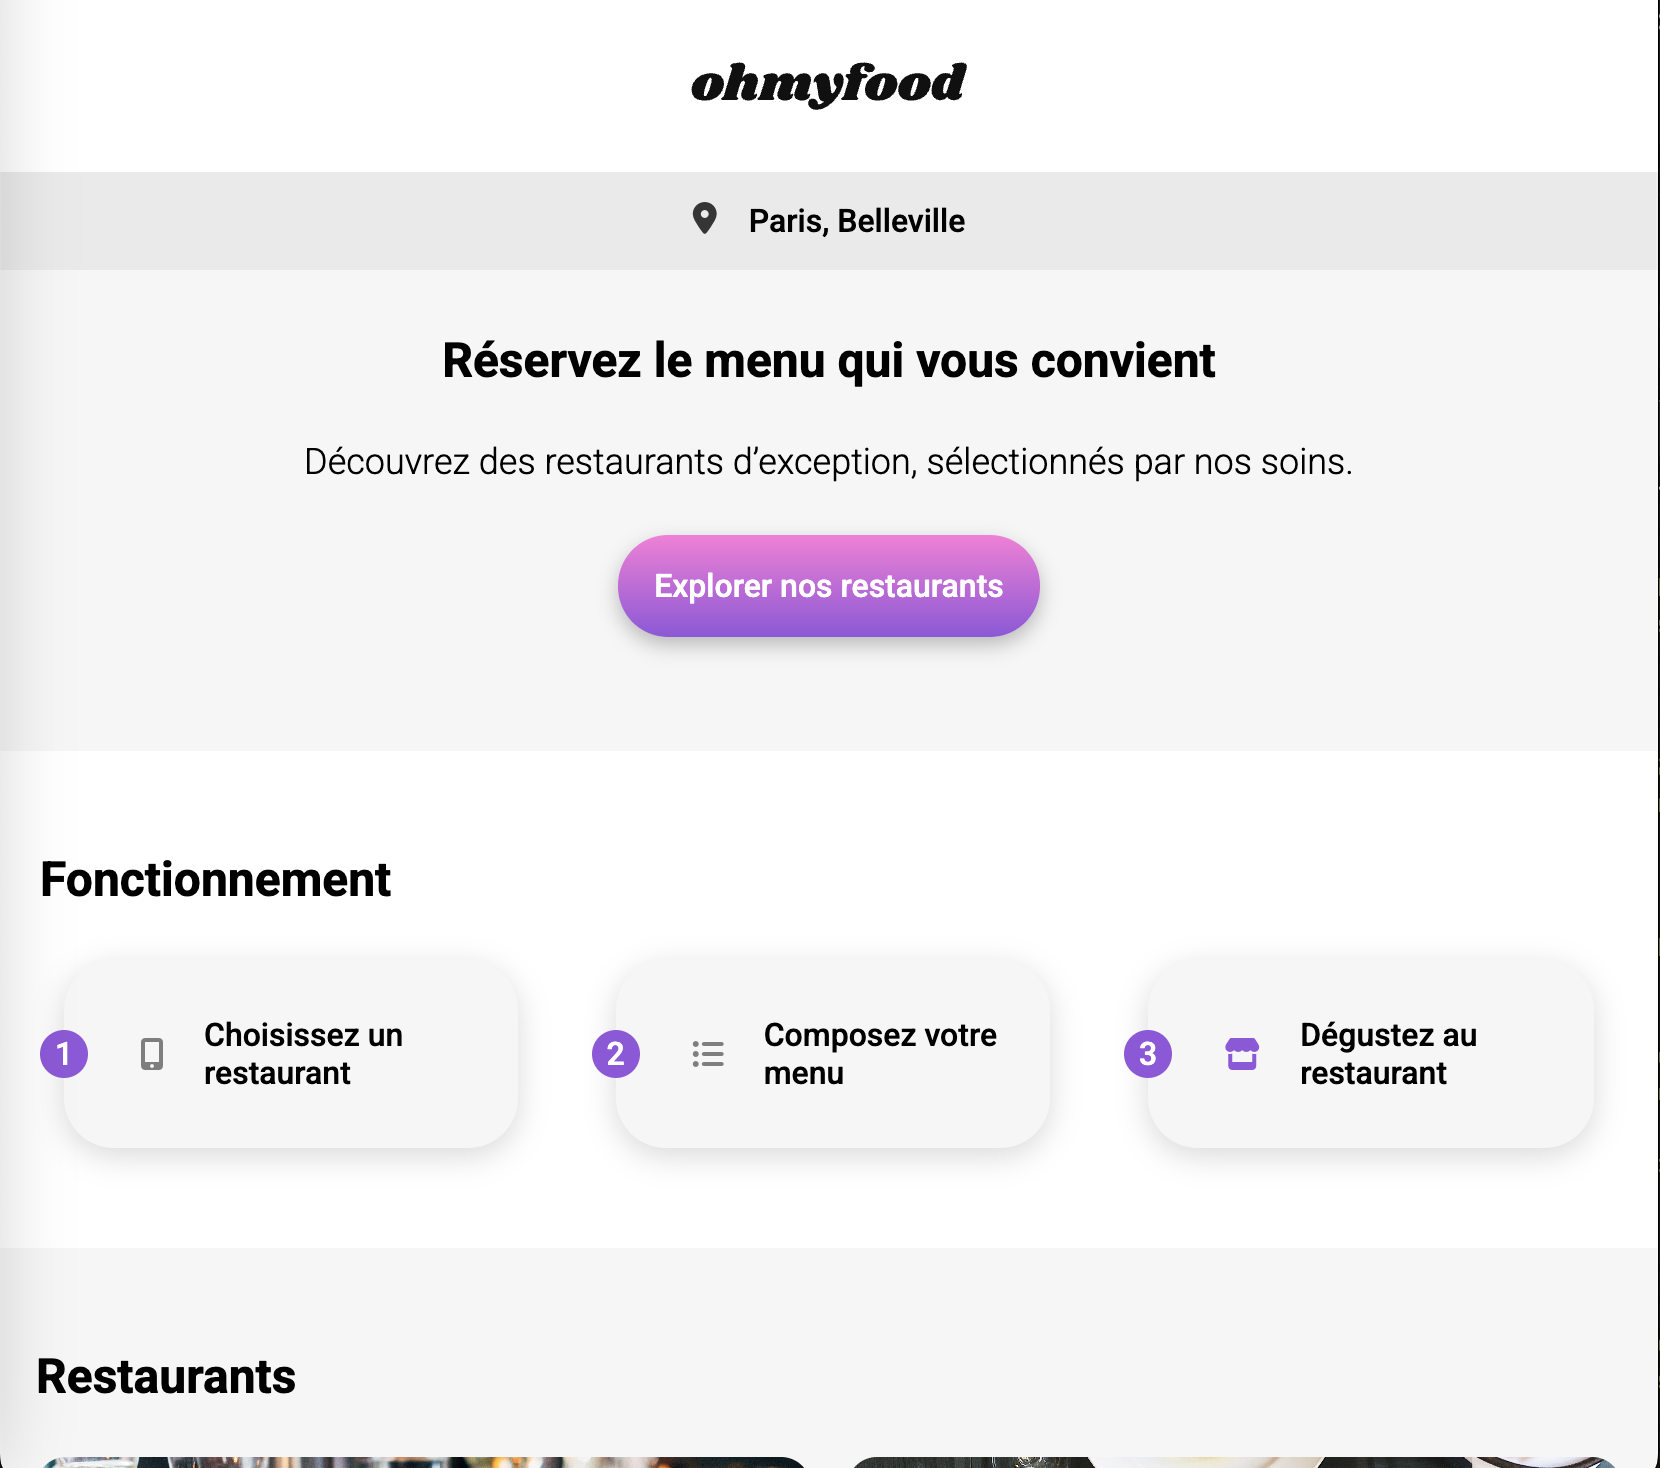 ohmyfood
Paris, Belleville
Réservez le menu qui vous convient
Découvrez des restaurants d’exception, sélectionnés par nos soins.
Explorer nos restaurants
Fonctionnement
1
Choisissez un
restaurant
2
Composez votre
menu
3
Dégustez au
restaurant
Restaurants